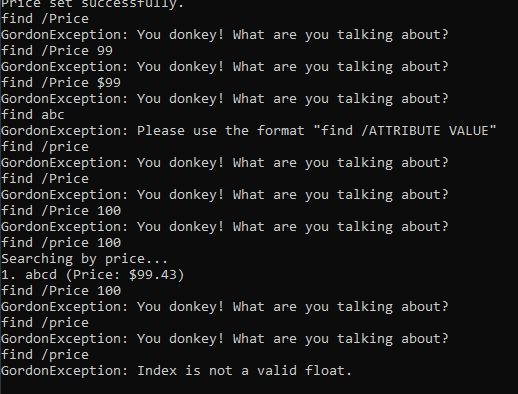 Price set successfully.
find /Price
GordonException: You donkey! What are you talking about?
find /Price 99
GordonException: You donkey! What are you talking about?
find /Price $99
GordonException: You donkey! What are you talking about?
find abc
GordonException: Please use the format "find /ATTRIBUTE VALUE"
find /price
GordonException: You donkey! What are you talking about?
find /Price
GordonException: You donkey! What are you talking about?
find /Price 100
GordonException: You donkey! What are you talking about?
find /price 100
Searching by price...
1. abcd (Price: $99.43)
find /Price 100
GordonException: You donkey! What are you talking about?
find /price
GordonException: You donkey! What are you talking about?
find /price
GordonException: Index is not a valid float.